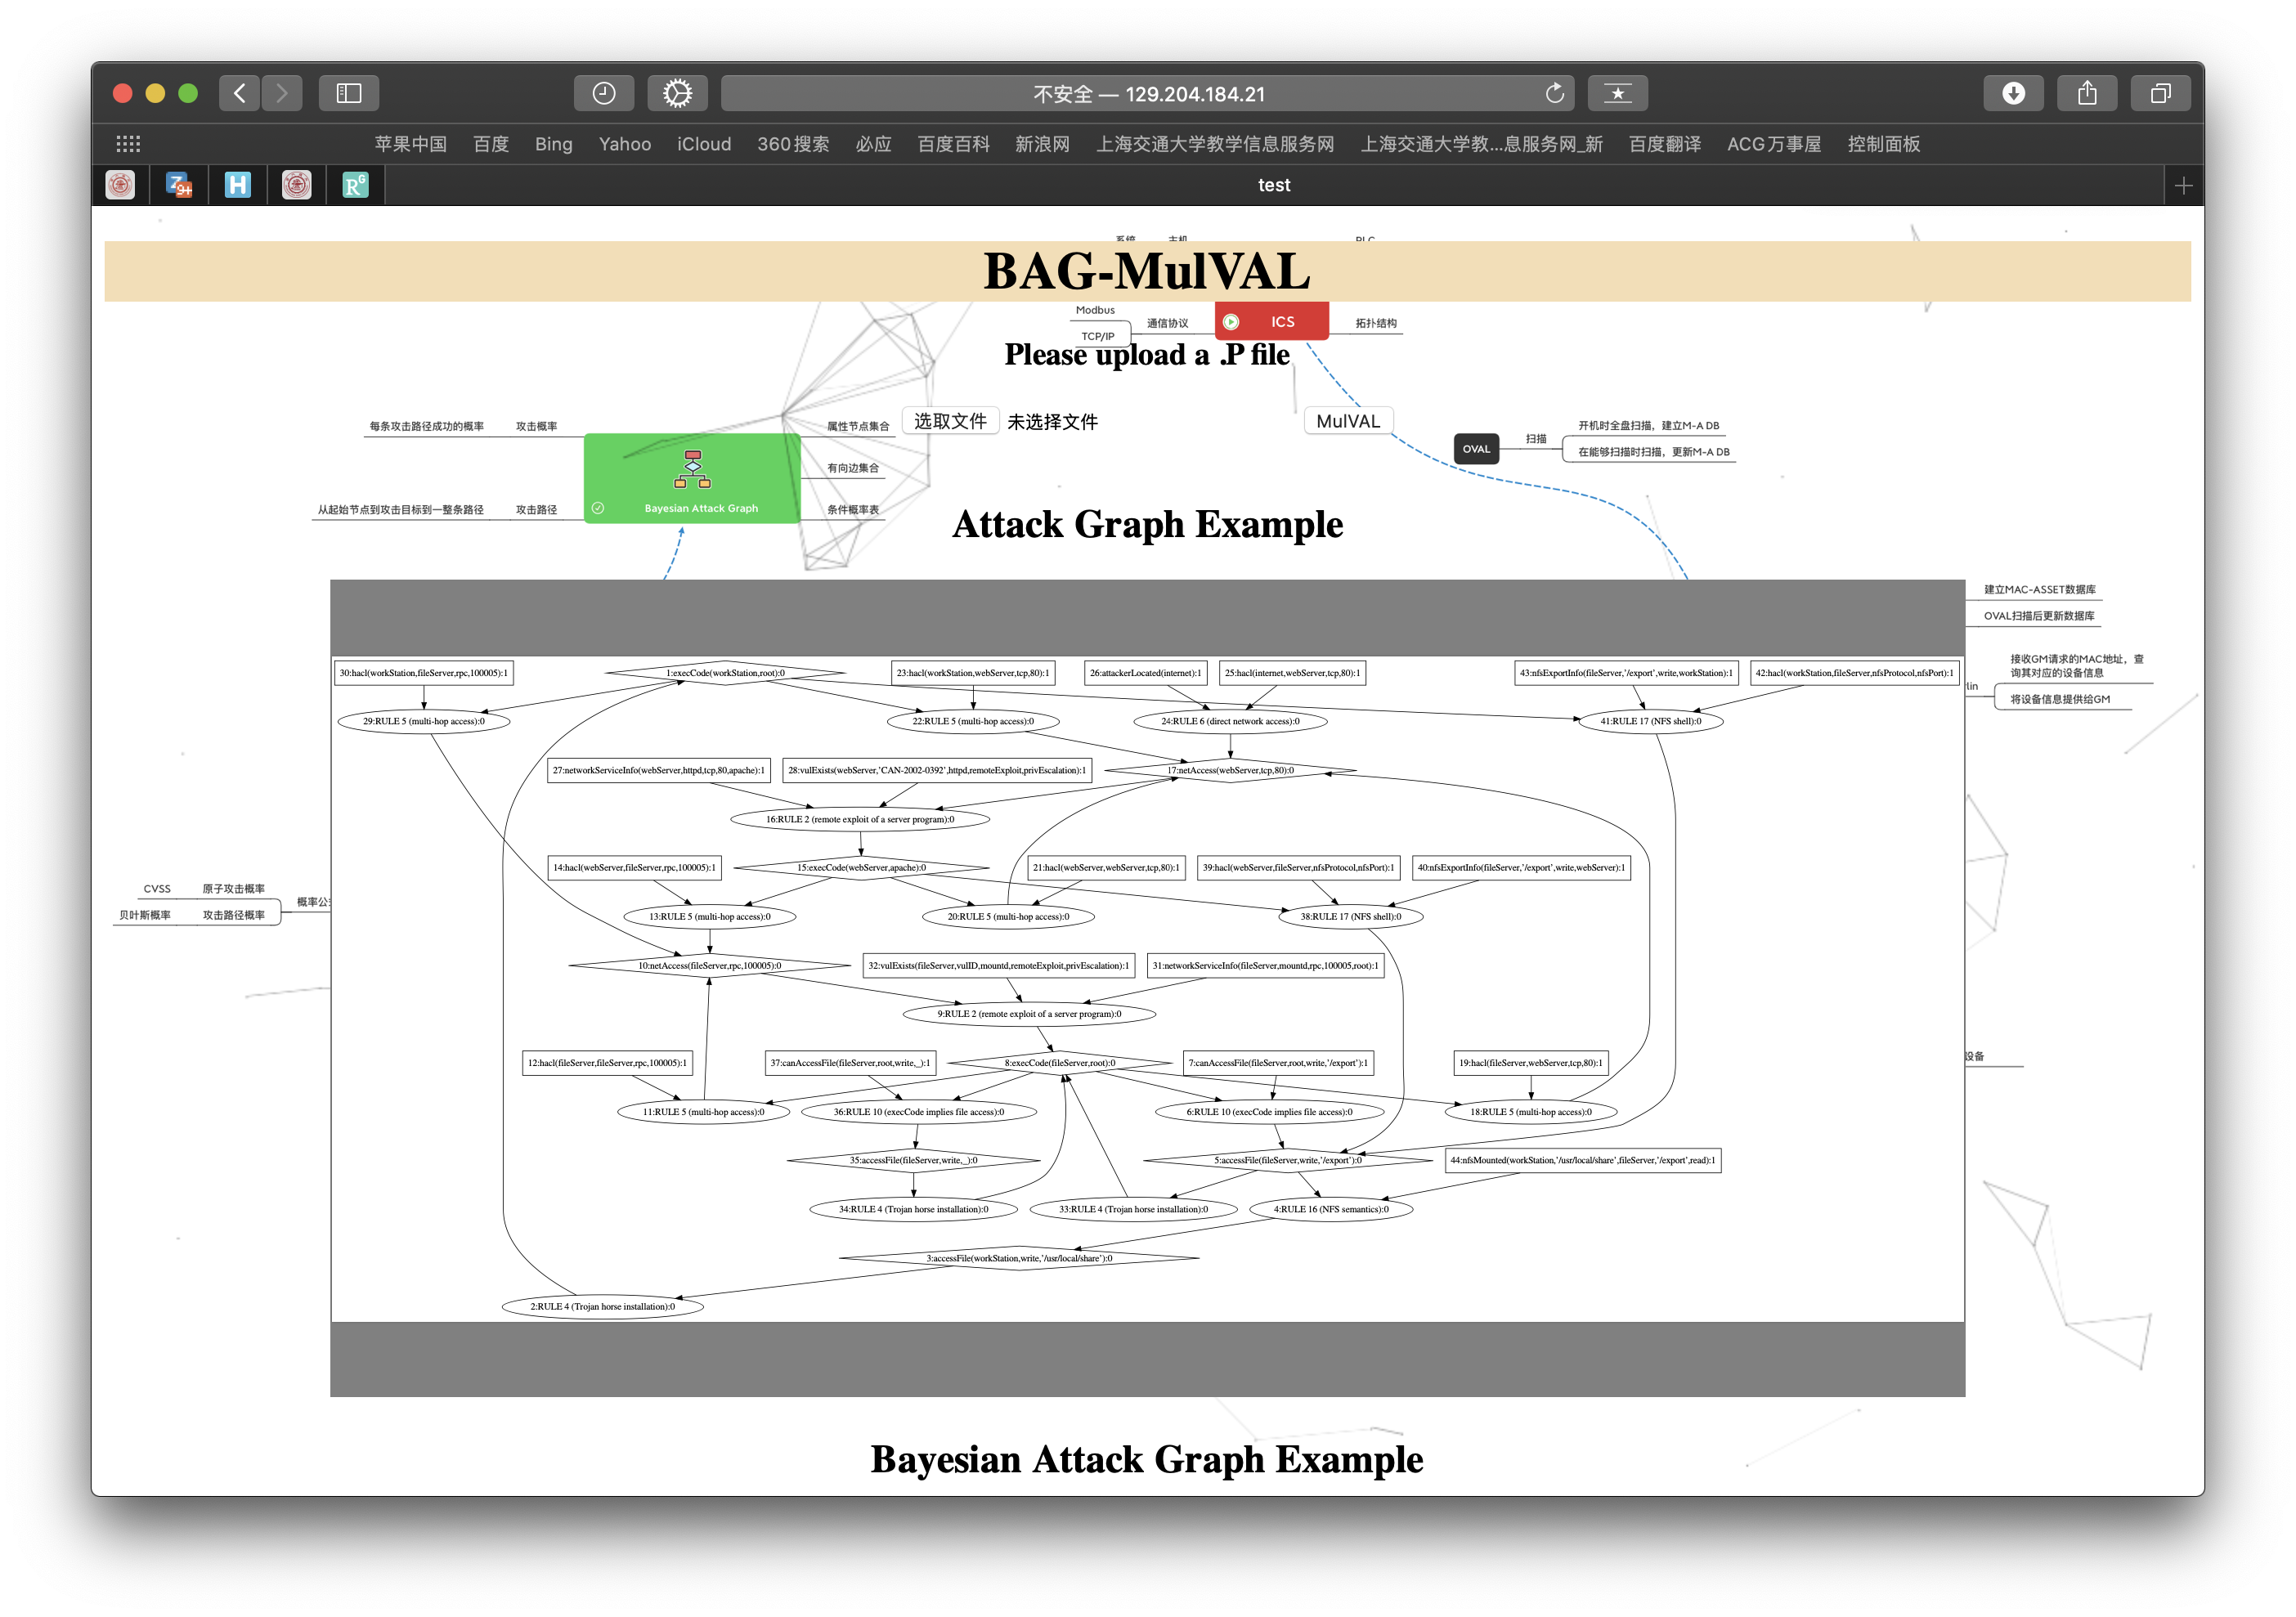 不安全 — 129.204.184.21
苹果中国 百度 Bing Yahoo iCloud 360搜索 必应 百度百科 新浪网 上海交通大学教学信息服务网 上海交通大学教...息服务网_新 百度翻译 ACG万事屋 控制面板
test
BAG-MulVAL
Modbus
TCP/IP
通信协议
ICS
拓扑结构
Please upload a .P file
选取文件 未选择文件
MulVAL
每条攻击路径成功的概率 攻击概率
属性节点集合
有向边集合
Bayesian Attack Graph
从起始节点到攻击目标到一整条路径 攻击路径
条件概率表
OVAL
扫描
开机时全盘扫描，建立M-A DB
在能够扫描时扫描，更新M-A DB
Attack Graph Example
建立MAC-ASSET数据库
OVAL扫描后更新数据库
接收GM请求的MAC地址，查
询其对应的设备信息
将设备信息提供给GM
CVSS 原子攻击概率
贝叶斯概率 攻击路径概率
设备
30:hacl(workStation,fileServer,rpc,100005):1
1:execCode(workStation,root):0
23:hacl(workStation,webServer,tcp,80):1
26:attackerLocated(internet):1
25:hacl(internet,webServer,tcp,80):1
43:nfsExportInfo(fileServer,'/export',write,workStation):1
42:hacl(workStation,fileServer,nfsProtocol,nfsPort):1
29:RULE 5 (multi-hop access):0
22:RULE 5 (multi-hop access):0
24:RULE 6 (direct network access):0
41:RULE 17 (NFS shell):0
27:networkServiceInfo(webServer,httpd,tcp,80,apache):1
28:vulExists(webServer,'CAN-2002-0392',httpd,remoteExploit,privEscalation):1
17:netAccess(webServer,tcp,80):0
16:RULE 2 (remote exploit of a server program):0
14:hacl(webServer,fileServer,rpc,100005):1
15:execCode(webServer,apache):0
21:hacl(webServer,webServer,tcp,80):1
39:hacl(webServer,fileServer,nfsProtocol,nfsPort):1
40:nfsExportInfo(fileServer,'/export',write,webServer):1
13:RULE 5 (multi-hop access):0
20:RULE 5 (multi-hop access):0
38:RULE 17 (NFS shell):0
10:netAccess(fileServer,rpc,100005):0
32:vulExists(fileServer,vulID,mountd,remoteExploit,privEscalation):1
31:networkServiceInfo(fileServer,mountd,rpc,100005,root):1
9:RULE 2 (remote exploit of a server program):0
12:hacl(fileServer,fileServer,rpc,100005):1
37:canAccessFile(fileServer,root,write,_):1
8:execCode(fileServer,root):0
7:canAccessFile(fileServer,root,write,'/export'):1
19:hacl(fileServer,webServer,tcp,80):1
11:RULE 5 (multi-hop access):0
36:RULE 10 (execCode implies file access):0
6:RULE 10 (execCode implies file access):0
18:RULE 5 (multi-hop access):0
35:accessFile(fileServer,write,_):0
5:accessFile(fileServer,write,'/export'):0
44:nfsMounted(workStation,'/usr/local/share',fileServer,'/export',read):1
34:RULE 4 (Trojan horse installation):0
33:RULE 4 (Trojan horse installation):0
4:RULE 16 (NFS semantics):0
3:accessFile(workStation,write,'/usr/local/share'):0
2:RULE 4 (Trojan horse installation):0
Bayesian Attack Graph Example